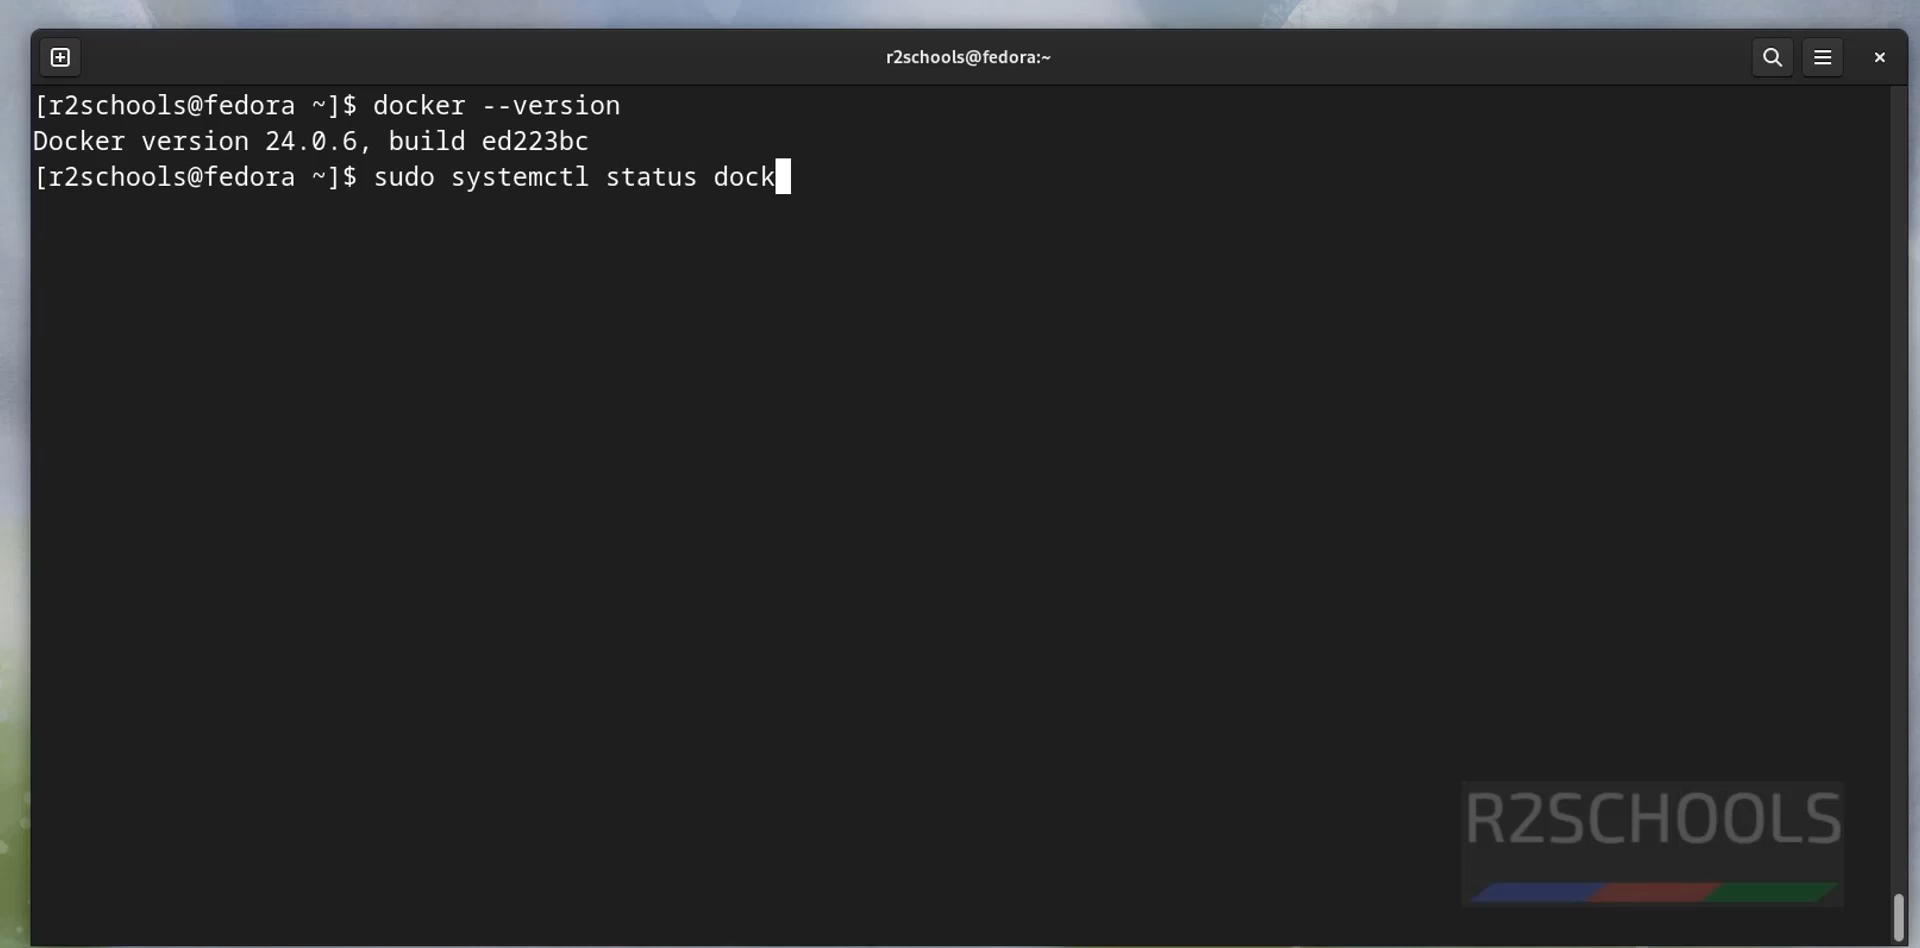 r2schools@fedora:~
[r2schools@fedora ~]$ docker --version
Docker version 24.0.6, build ed223bc
[r2schools@fedora ~]$ sudo systemctl status dock
R2SCHOOLS